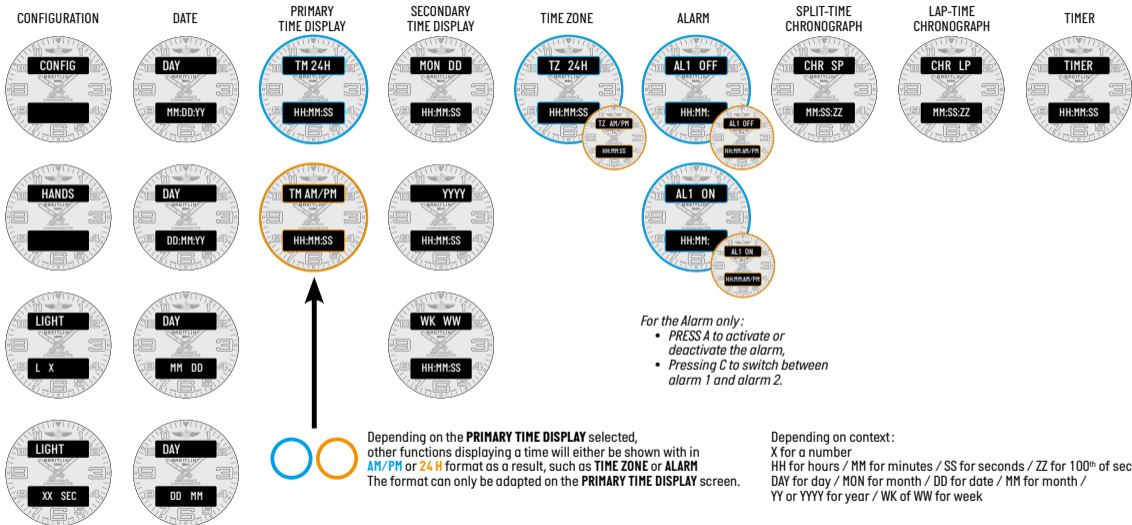 CONFIGURATION
DATE
PRIMARY
TIME DISPLAY
SECONDARY
TIME DISPLAY
TIME ZONE
ALARM
SPLIT-TIME
CHRONOGRAPH
LAP-TIME
CHRONOGRAPH
TIMER
CONFIG
DAY
MM:DD:YY
TM 24H
HH:MM:SS
MON DD
HH:MM:SS
TZ 24H
HH:MM:SS
TZ AM/PM
HH:MM:SS
AL1 OFF
HH:MM:
AL1 OFF
HH:MM:AM/PM
CHR SP
MM:SS:ZZ
CHR LP
MM:SS:ZZ
TIMER
HH:MM:SS
HANDS
DAY
DD:MM:YY
TM AM/PM
HH:MM:SS
YYYY
HH:MM:SS
AL1 ON
HH:MM:
AL1 ON
HH:MM:AM/PM
LIGHT
L X
DAY
MM DD
WK WW
HH:MM:SS
For the Alarm only:
• PRESS A to activate or
deactivate the alarm,
• Pressing C to switch between
alarm 1 and alarm 2.
LIGHT
XX SEC
DAY
DD MM
Depending on the PRIMARY TIME DISPLAY selected,
other functions displaying a time will either be shown with in
AM/PM or 24 H format as a result, such as TIME ZONE or ALARM
The format can only be adapted on the PRIMARY TIME DISPLAY screen.
Depending on context:
X for a number
HH for hours / MM for minutes / SS for seconds / ZZ for 100th of sec
DAY for day / MON for month / DD for date / MM for month /
YY or YYYY for year / WK of WW for week